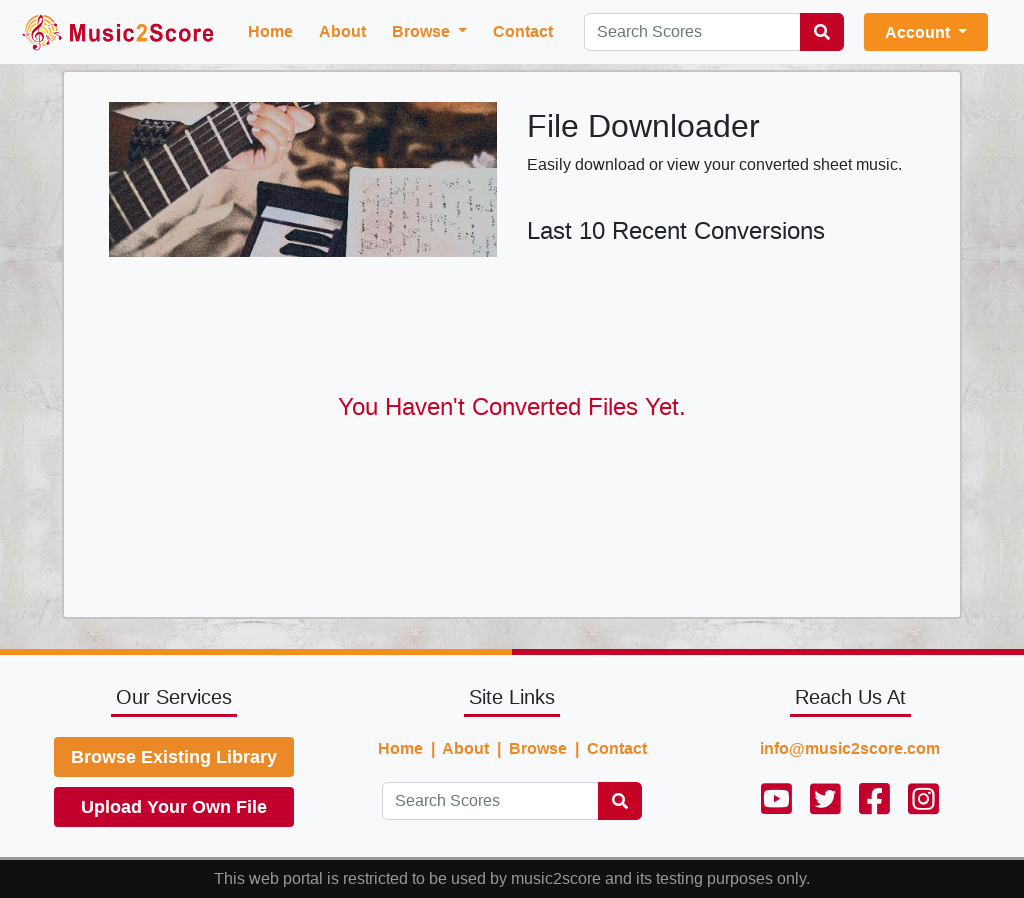 Music2Score
Home
About
Browse
Contact
Search Scores
Account
File Downloader
Easily download or view your converted sheet music.
Last 10 Recent Conversions
You Haven't Converted Files Yet.
Our Services
Browse Existing Library
Upload Your Own File
Site Links
Home | About | Browse | Contact
Search Scores
Reach Us At
info@music2score.com
This web portal is restricted to be used by music2score and its testing purposes only.